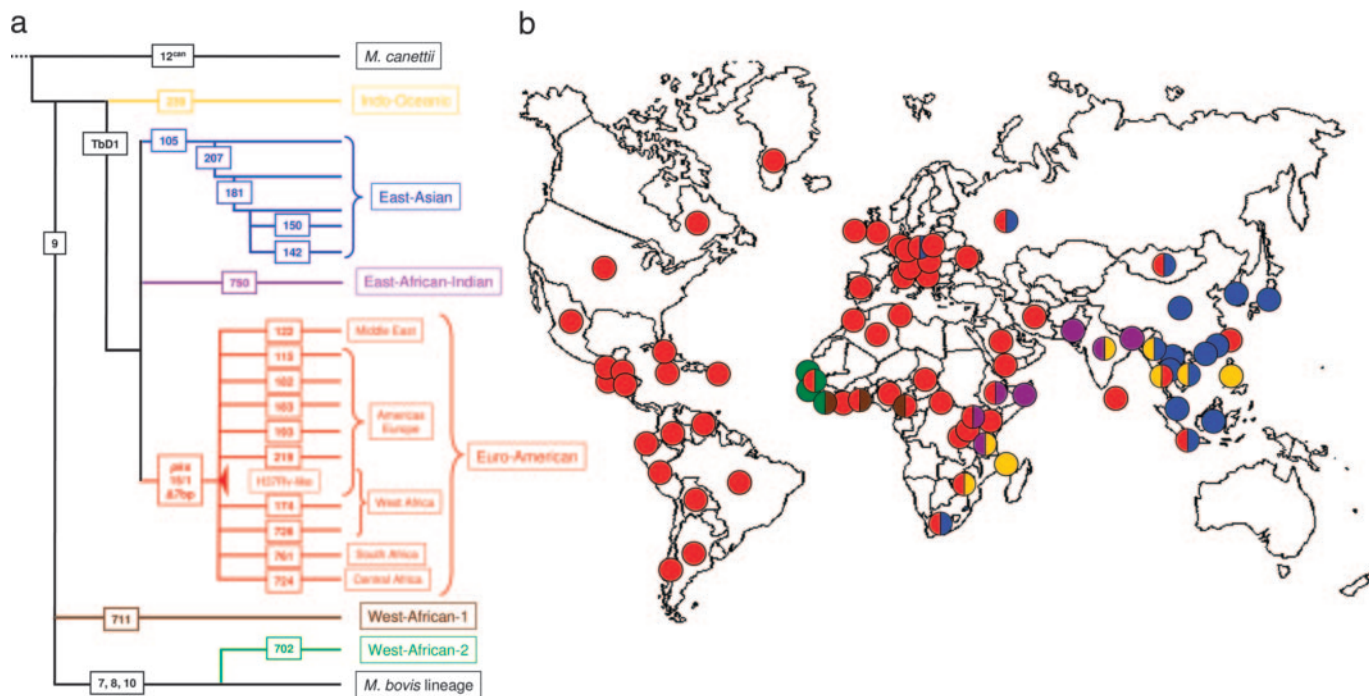 a
b
12can
M. canettii
239
Indo-Oceanic
TbD1
105
207
181
East-Asian
150
142
9
750
East-African-Indian
122
Middle East
115
182
183
193
219
Americas
Europe
H37Rv-like
pks
15/1
Δ7bp
Euro-American
174
West Africa
726
761
South Africa
724
Central Africa
711
West-African-1
702
West-African-2
7, 8, 10
M. bovis lineage